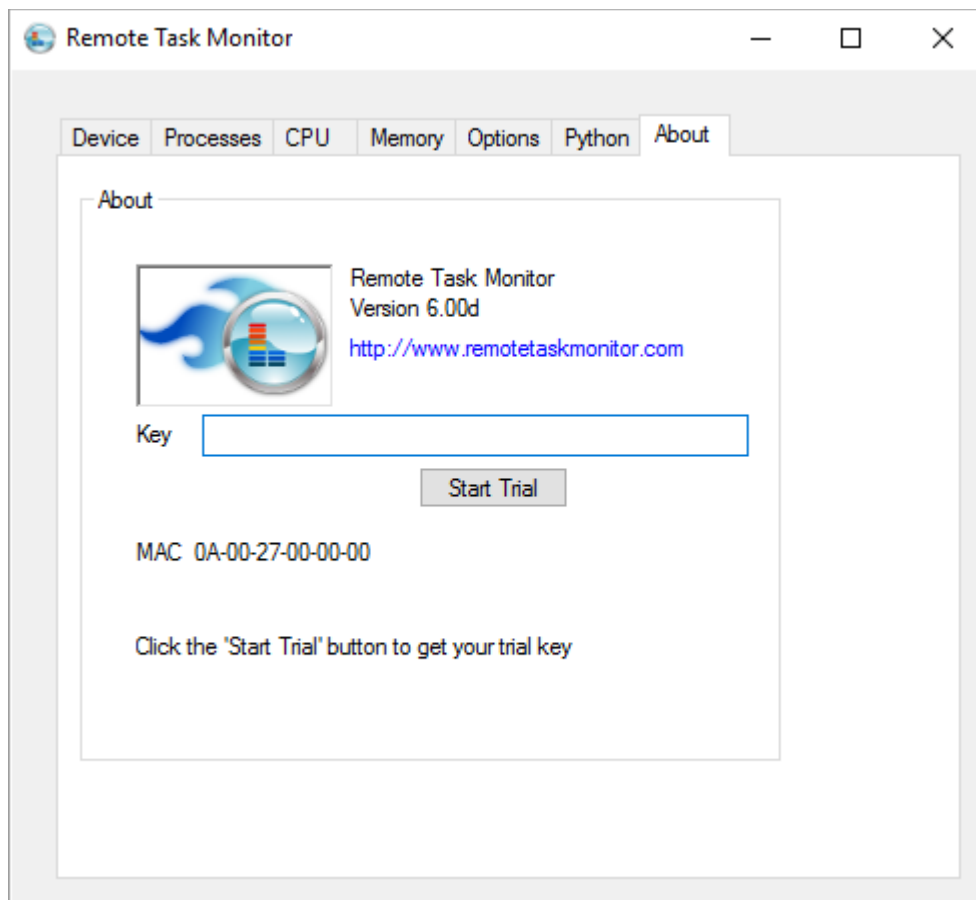 Remote Task Monitor
Device Processes CPU Memory Options Python About
About
Remote Task Monitor
Version 6.00d
http://www.remotetaskmonitor.com
Key
Start Trial
MAC 0A-00-27-00-00-00
Click the 'Start Trial' button to get your trial key